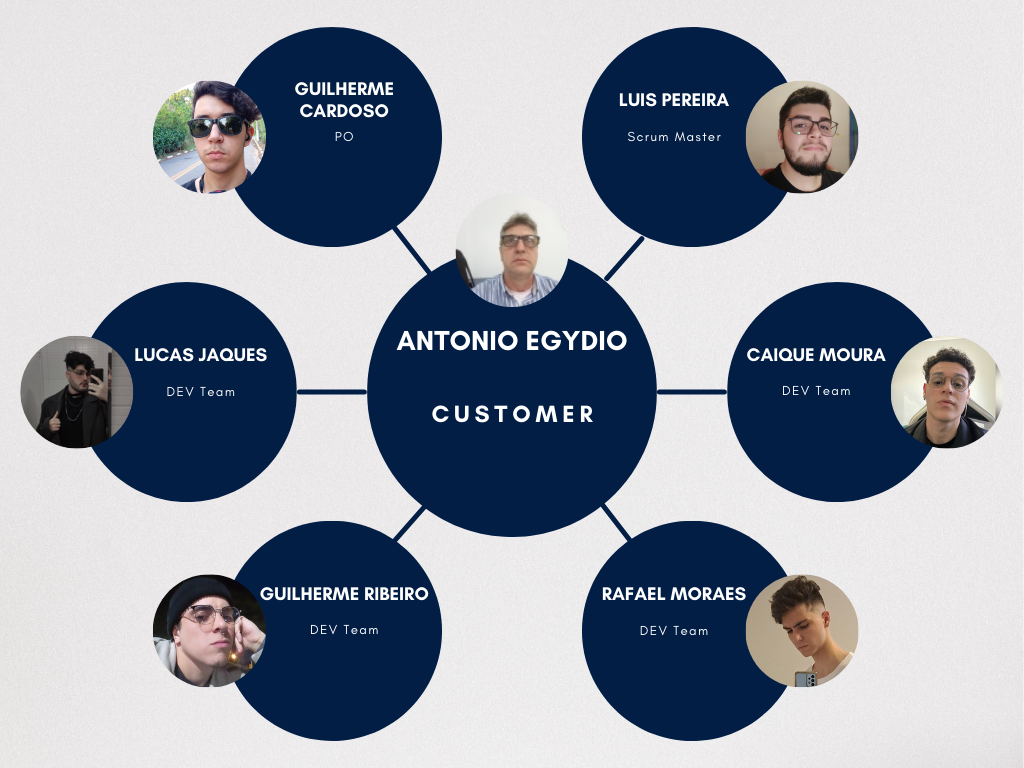 GUILHERME
CARDOSO
PO
LUIS PEREIRA
Scrum Master
ANTONIO EGYDIO
CUSTOMER
LUCAS JAQUES
DEV Team
CAIQUE MOURA
DEV Team
GUILHERME RIBEIRO
DEV Team
RAFAEL MORAES
DEV Team